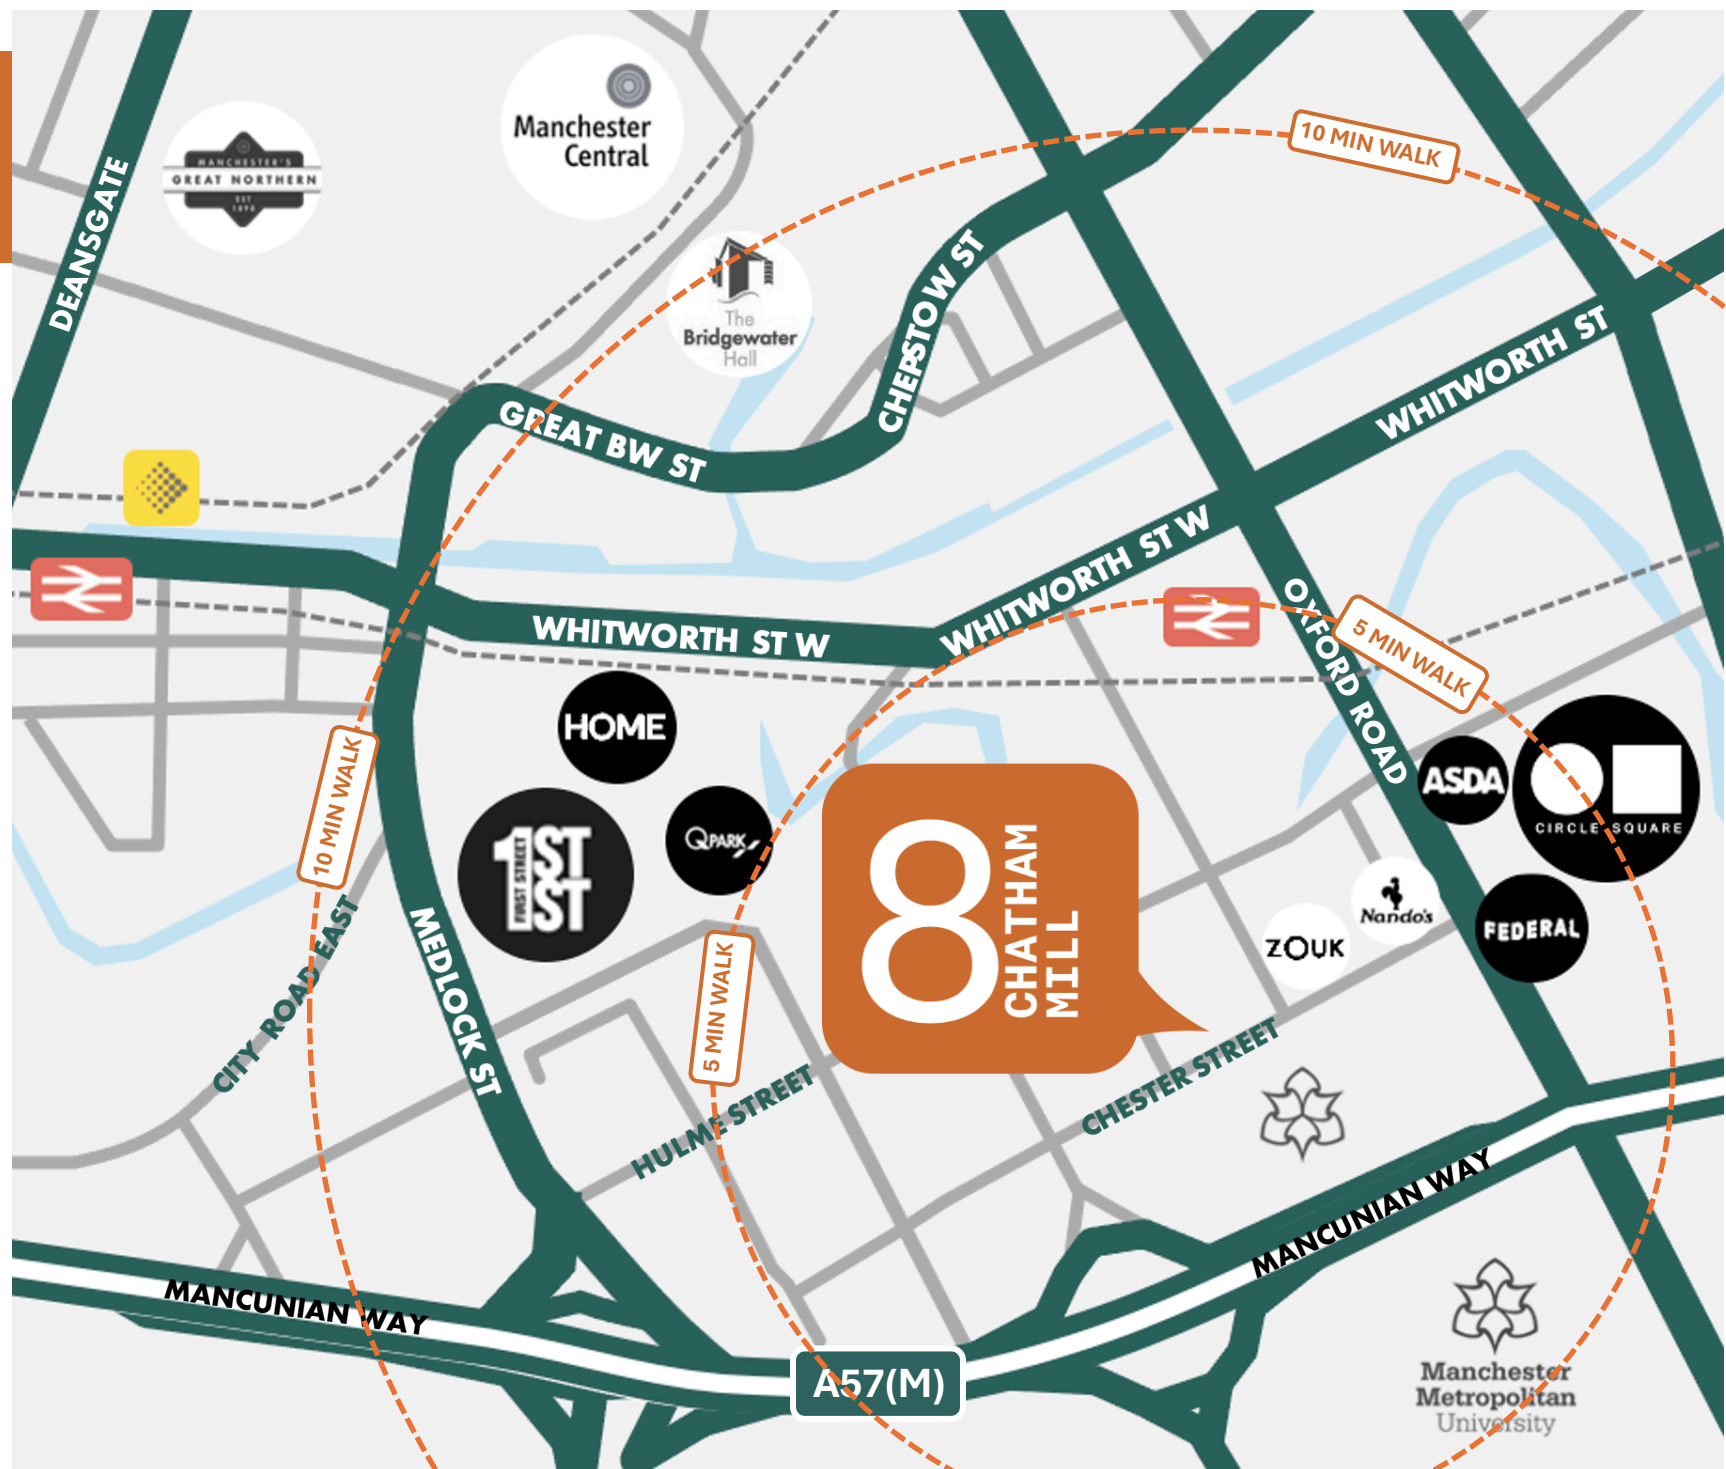 10 MIN WALK
Manchester
Central
MANCHESTER'S
GREAT NORTHERN
EST
1898
DEANSGATE
The
Bridgewater
Hall
CHEPSTOW ST
WHITWORTH ST
GREAT BW ST
WHITWORTH ST W
WHITWORTH ST W
OXFORD ROAD
5 MIN WALK
HOME
10 MIN WALK
ASDA
CIRCLE SQUARE
1ST
FIRST STREET
ST
QPARK
8
CHATHAM
MILL
Nando's
FEDERAL
ZOUK
MEDLOCK ST
CITY ROAD EAST
5 MIN WALK
HULME STREET
CHESTER STREET
MANCUNIAN WAY
MANCUNIAN WAY
A57(M)
Manchester
Metropolitan
University